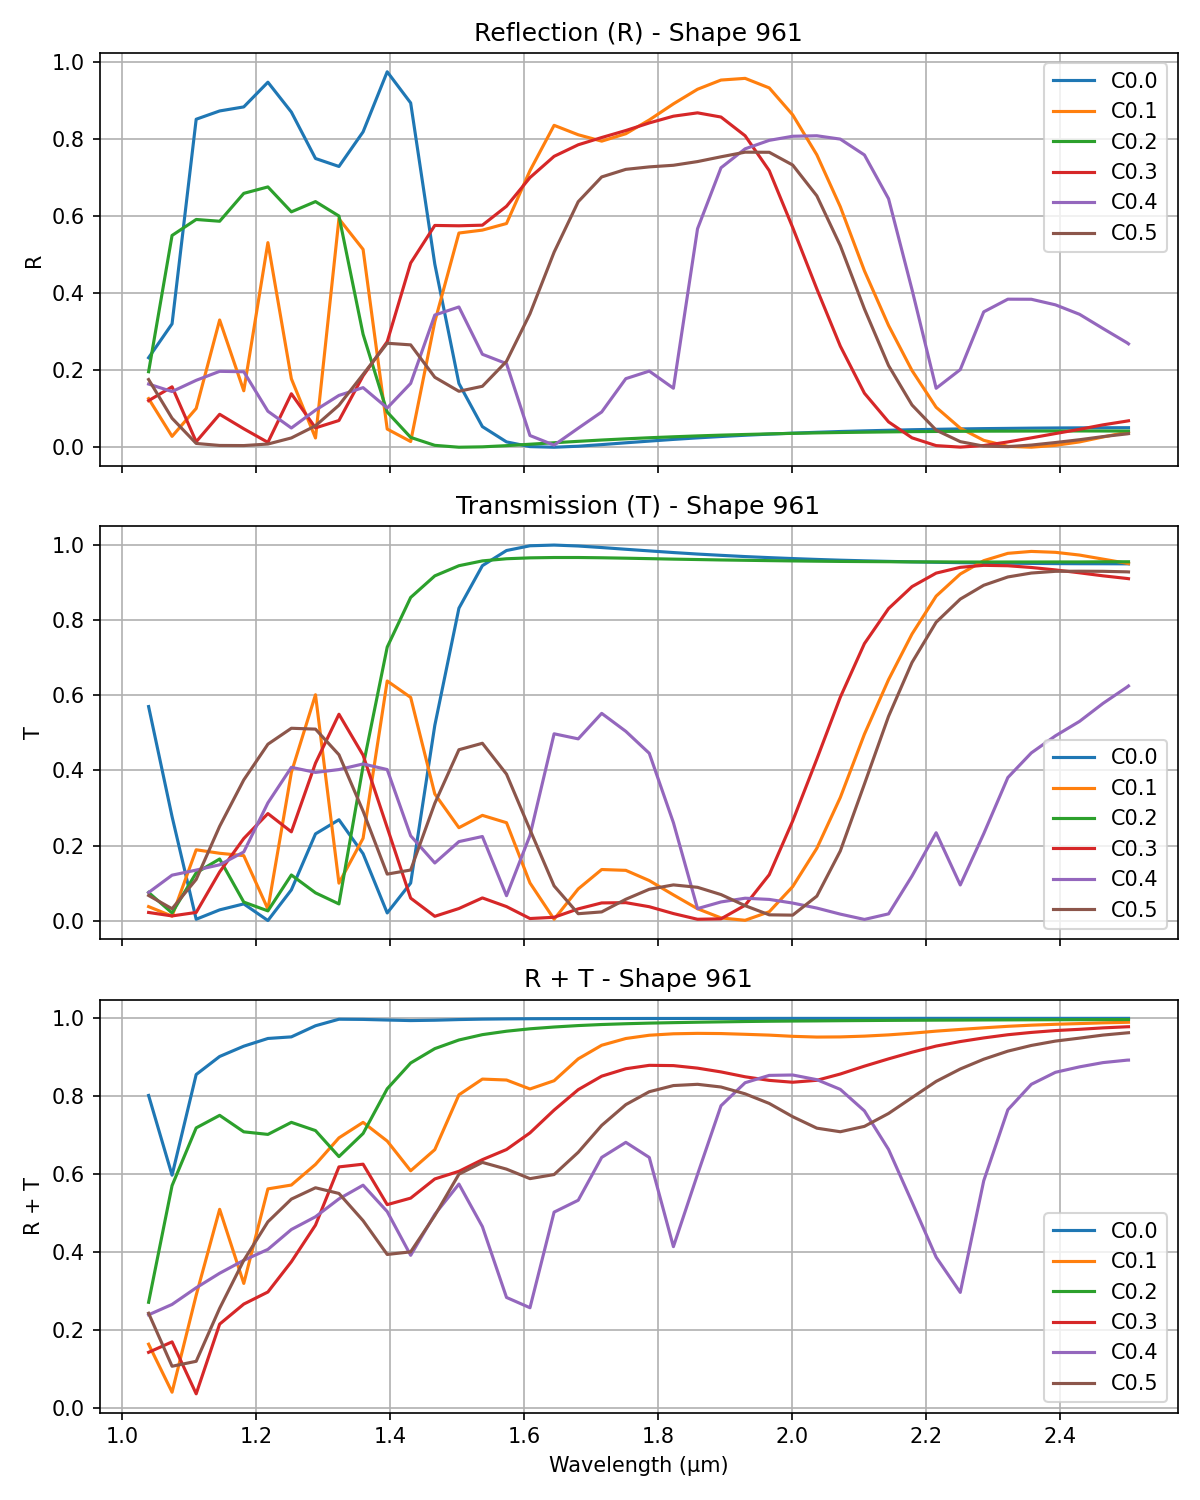 Reflection (R) - Shape 961
1.0
0.8
0.6
0.4
0.2
0.0
R
C0.0
C0.1
C0.2
C0.3
C0.4
C0.5
Transmission (T) - Shape 961
1.0
0.8
0.6
0.4
0.2
0.0
T
C0.0
C0.1
C0.2
C0.3
C0.4
C0.5
R + T - Shape 961
1.0
0.8
0.6
0.4
0.2
0.0
R + T
C0.0
C0.1
C0.2
C0.3
C0.4
C0.5
1.0 1.2 1.4 1.6 1.8 2.0 2.2 2.4
Wavelength (μm)